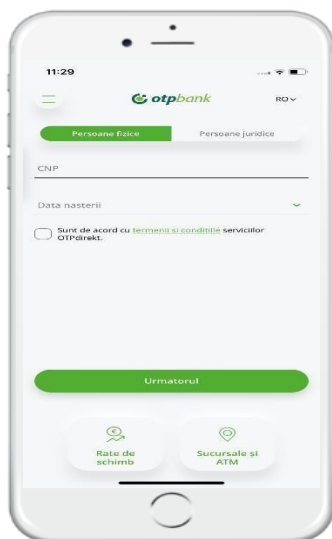 11:29
otpbank
RO
Persoane fizice
Persoane juridice
CNP
Data nasterii
Sunt de acord cu termenii si conditiile serviciilor
OTPdirekt.
Urmatorul
Rate de
schimb
Sucursale și
ATM